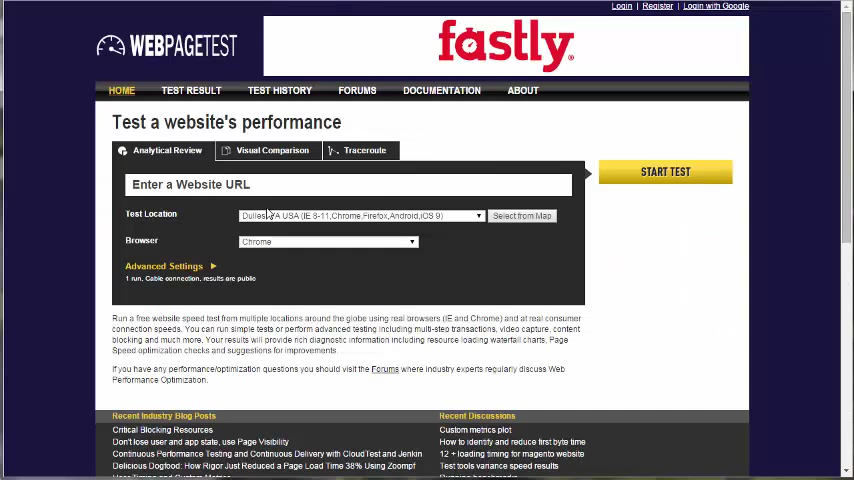 Login | Register | Login with Google
WEBPAGETEST
fastly.
HOME TEST RESULT TEST HISTORY FORUMS DOCUMENTATION ABOUT
Test a website's performance
Analytical Review Visual Comparison Traceroute
START TEST
Enter a Website URL
Test Location Dulles, VA USA (IE 8-11,Chrome,Firefox,Android,iOS 9) Select from Map
Browser Chrome
Advanced Settings
1 run, Cable connection, results are public
Run a free website speed test from multiple locations around the globe using real browsers (IE and Chrome) and at real consumer
connection speeds. You can run simple tests or perform advanced testing including multi-step transactions, video capture, content
blocking and much more. Your results will provide rich diagnostic information including resource loading waterfall charts, Page
Speed optimization checks and suggestions for improvements.
If you have any performance/optimization questions you should visit the Forums where industry experts regularly discuss Web
Performance Optimization.
Recent Industry Blog Posts Recent Discussions
Critical Blocking Resources Custom metrics plot
Don't lose user and app state, use Page Visibility How to identify and reduce first byte time
Continuous Performance Testing and Continuous Delivery with CloudTest and Jenkin 12 + loading timing for magento website
Delicious Dogfood: How Rigor Just Reduced a Page Load Time 38% Using Zoompf Test tools variance speed results